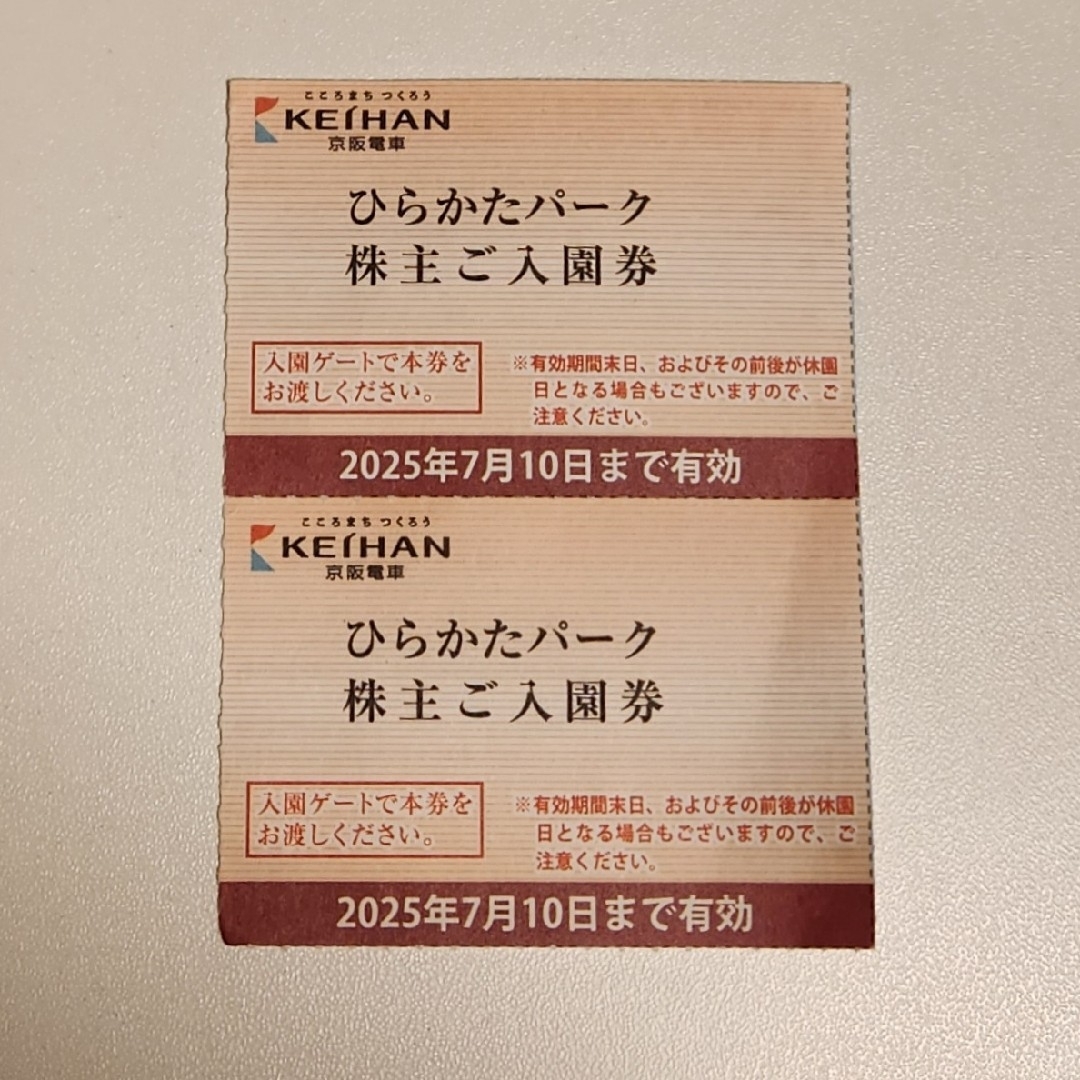 こころまち つくろう
KEIHAN
京阪電車
ひらかたパーク
株主ご入園券
入園ゲートで本券を
お渡しください。
※有効期間末日、およびその前後が休園
日となる場合もございますので、ご
注意ください。
2025年7月10日まで有効
こころまち つくろう
KEIHAN
京阪電車
ひらかたパーク
株主ご入園券
入園ゲートで本券を
お渡しください。
※有効期間末日、およびその前後が休園
日となる場合もございますので、ご
注意ください。
2025年7月10日まで有効